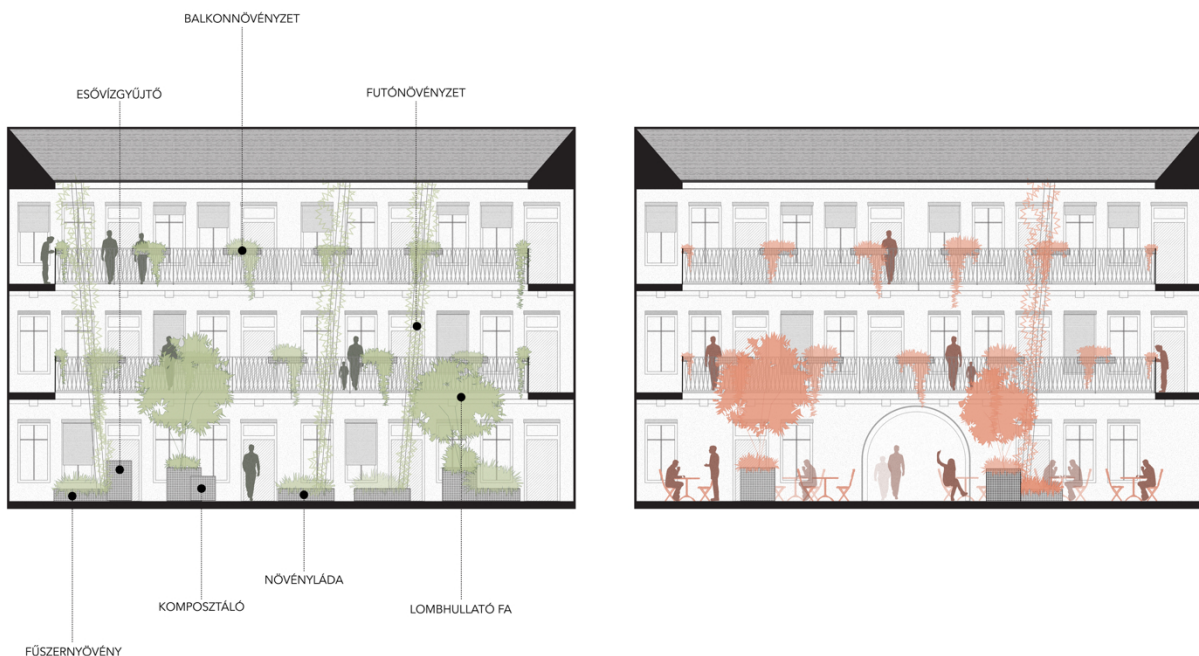 BALKONNÖVÉNYZET
ESŐVÍZGYŰJTŐ
FUTÓNÖVÉNYZET
NÖVÉNYLÁDA
KOMPOSZTÁLÓ
LOMBHULLATÓ FA
FŰSZERNYÖVÉNY